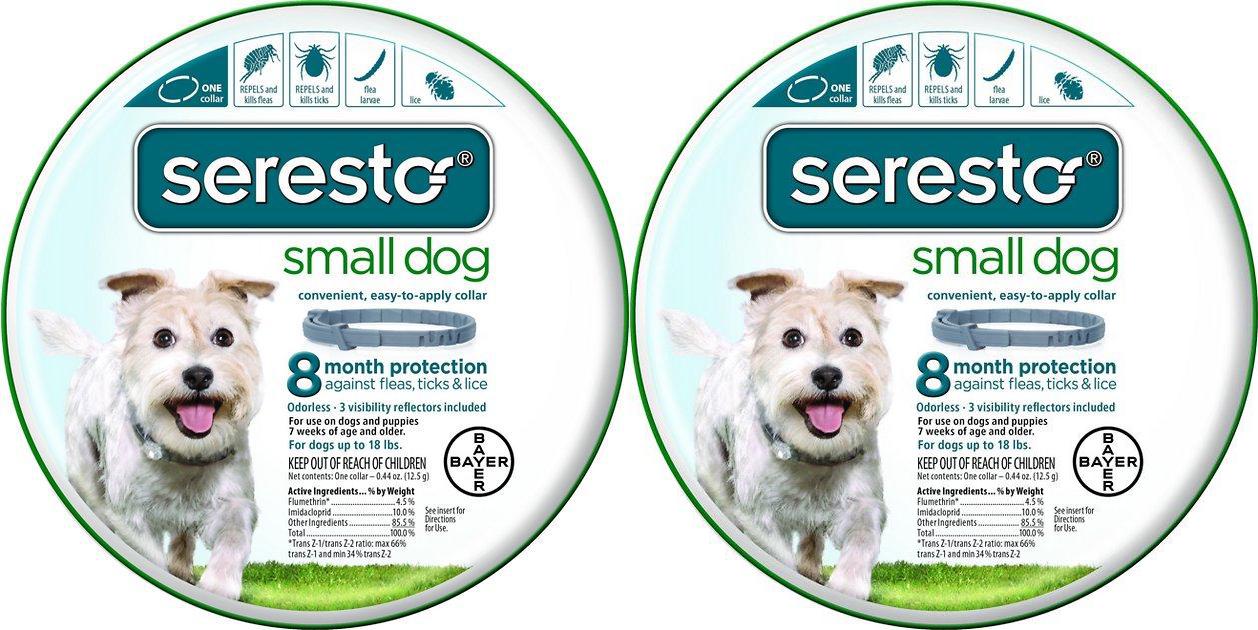 ONE
collar
REPELS and
kills fleas
REPELS and
kills ticks
flea
larvae
lice
seresto®
small dog
convenient, easy-to-apply collar
8 month protection
against fleas, ticks & lice
Odorless · 3 visibility reflectors included
For use on dogs and puppies
7 weeks of age and older.
For dogs up to 18 lbs.
KEEP OUT OF REACH OF CHILDREN
Net contents: One collar – 0.44 oz. (12.5 g)
BAYER
BAYER
Active Ingredients... % by Weight
Flumethrin* ........................ 4.5 %
Imidacloprid ...................... 10.0 %
Other Ingredients ................ 85.5 %
Total ................................ 100.0 %
*Trans Z-1/trans Z-2 ratio: max 66%
trans Z-1 and min 34% trans Z-2
See insert for
Directions
for Use.
ONE
collar
REPELS and
kills fleas
REPELS and
kills ticks
flea
larvae
lice
seresto®
small dog
convenient, easy-to-apply collar
8 month protection
against fleas, ticks & lice
Odorless · 3 visibility reflectors included
For use on dogs and puppies
7 weeks of age and older.
For dogs up to 18 lbs.
KEEP OUT OF REACH OF CHILDREN
Net contents: One collar – 0.44 oz. (12.5 g)
BAYER
BAYER
Active Ingredients... % by Weight
Flumethrin* ........................ 4.5 %
Imidacloprid ...................... 10.0 %
Other Ingredients ................ 85.5 %
Total ................................ 100.0 %
*Trans Z-1/trans Z-2 ratio: max 66%
trans Z-1 and min 34% trans Z-2
See insert for
Directions
for Use.